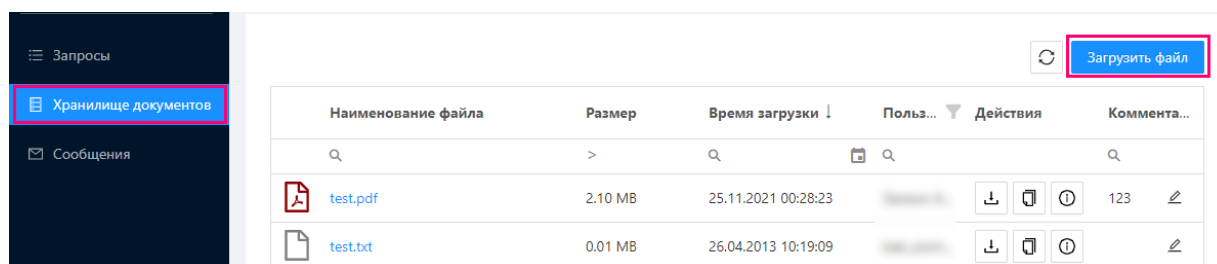 Запросы
Загрузить файл
Хранилище документов
Наименование файла Размер Время загрузки ↓ Польз... Действия Коммента...
Сообщения
>
test.pdf 2.10 MB 25.11.2021 00:28:23 123
test.txt 0.01 MB 26.04.2013 10:19:09